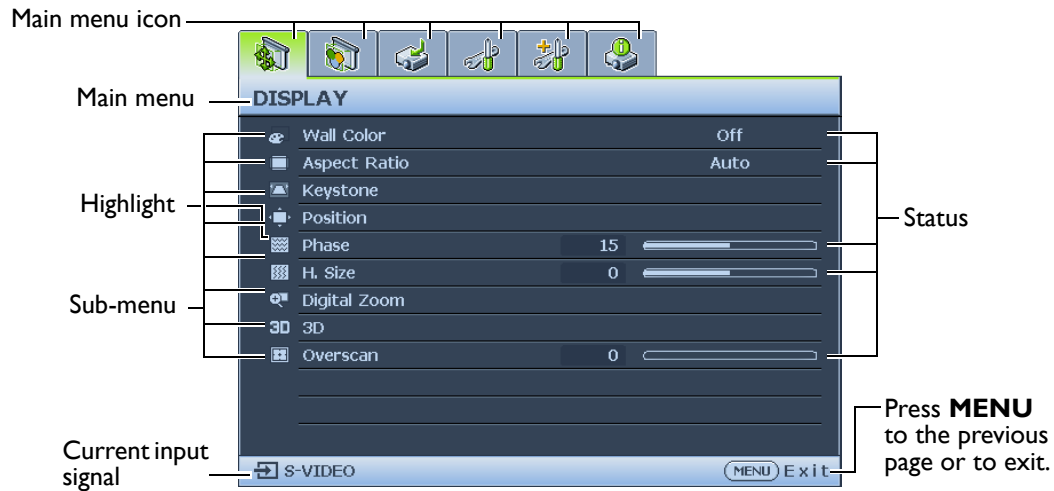 Main menu icon
Main menu
DISPLAY
Wall Color Off
Aspect Ratio Auto
Keystone
Highlight
Position
Status
Phase 15
H. Size 0
Sub-menu
Digital Zoom
3D 3D
Overscan 0
Press MENU
to the previous
page or to exit.
Current input
signal
S-VIDEO
MENU Exit